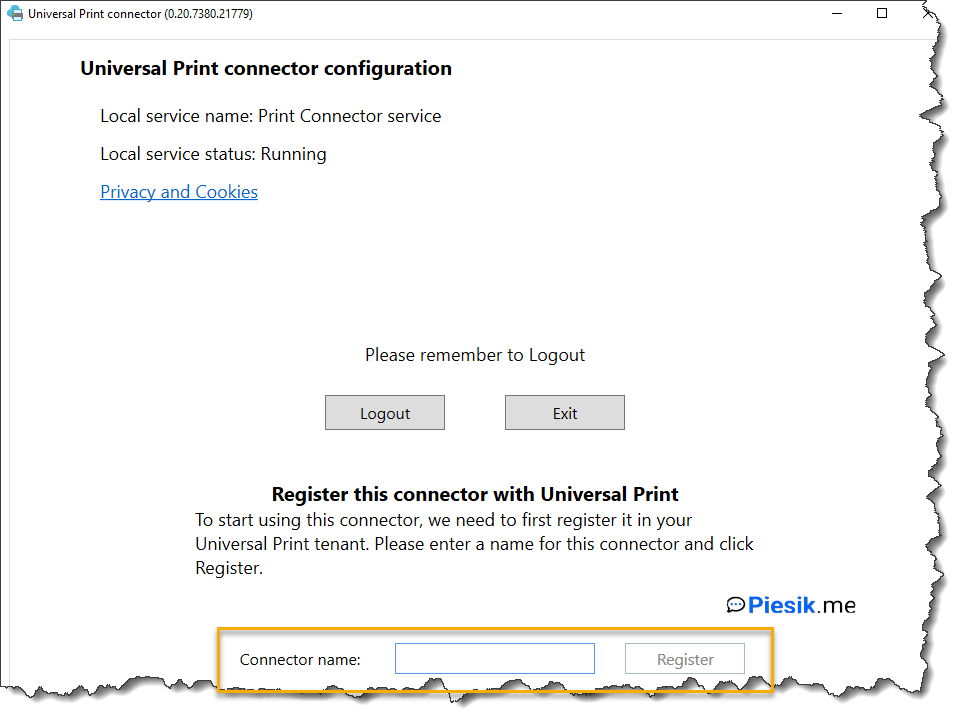 Universal Print connector (0.20.7380.21779)
Universal Print connector configuration
Local service name: Print Connector service
Local service status: Running
Privacy and Cookies
Please remember to Logout
Logout
Exit
Register this connector with Universal Print
To start using this connector, we need to first register it in your
Universal Print tenant. Please enter a name for this connector and click
Register.
Piesik.me
Connector name:
Register